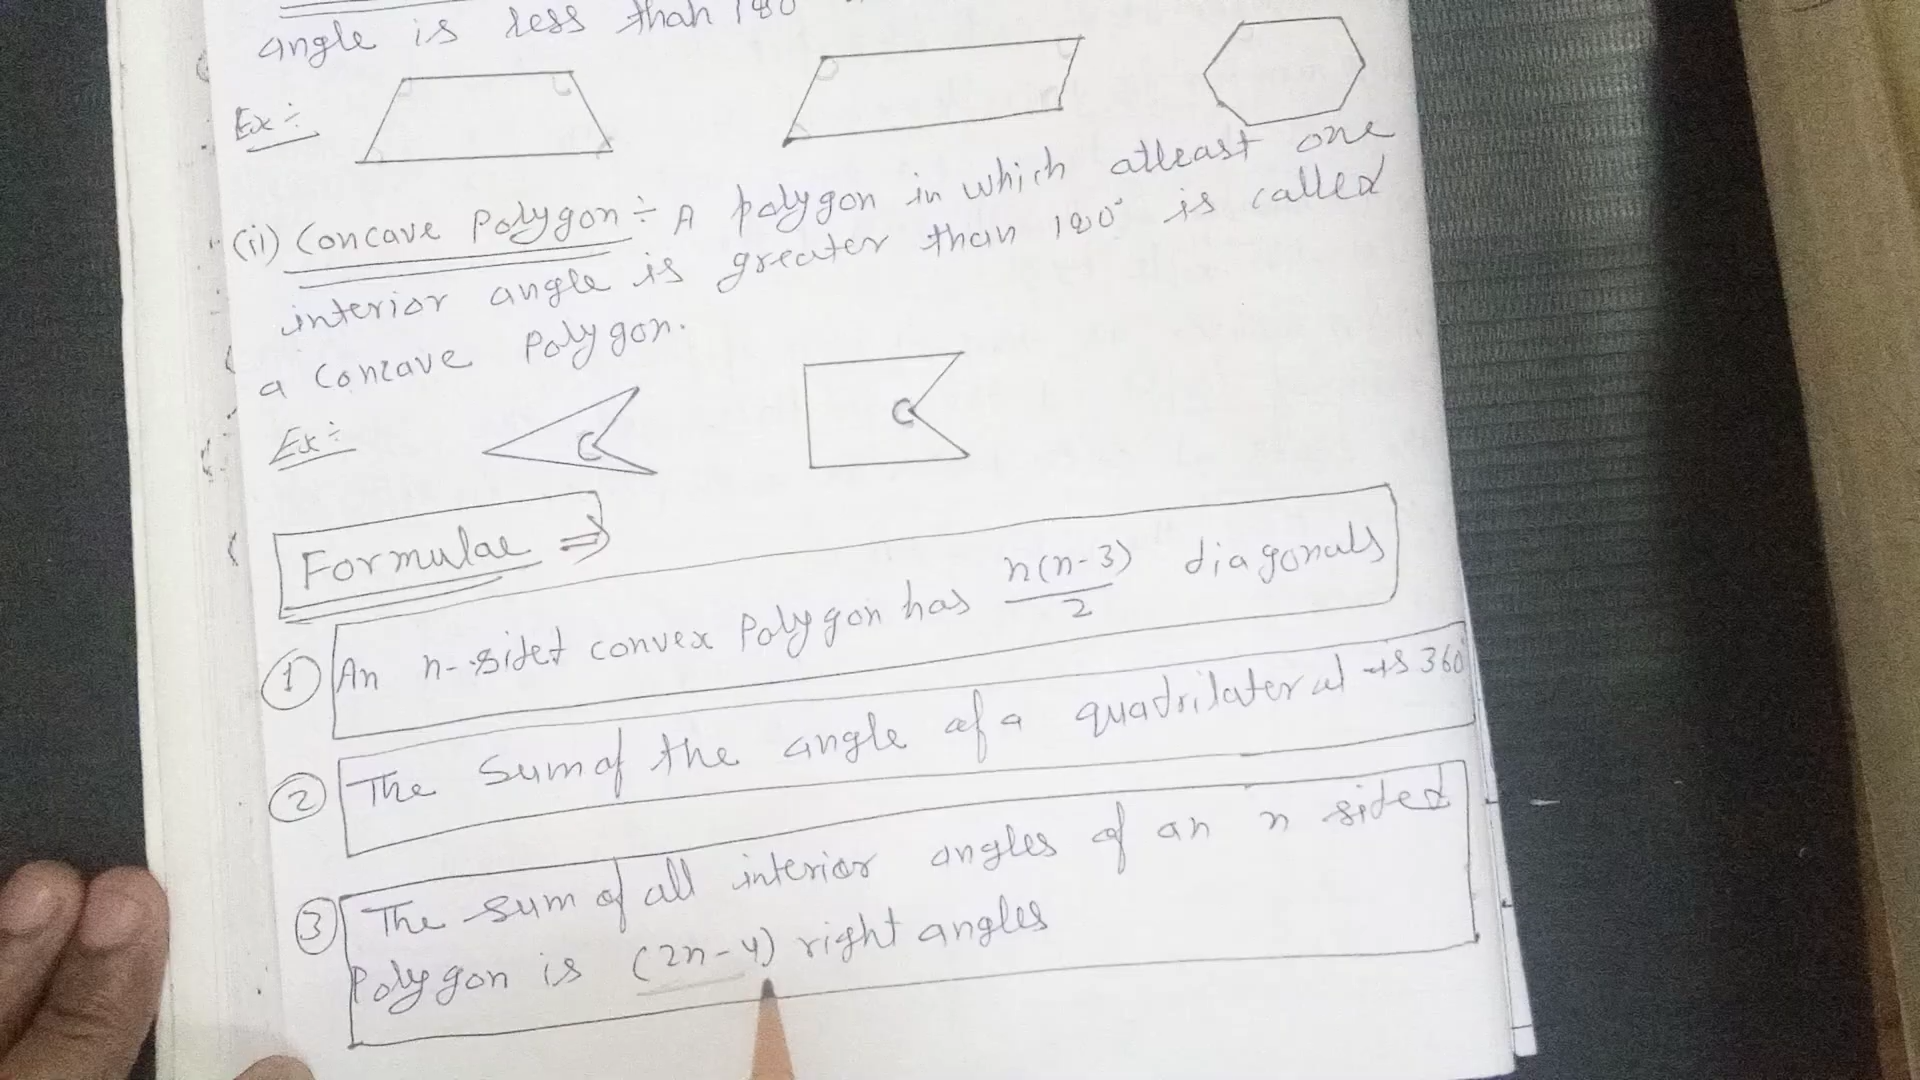 angle is less than 180
Ex ÷
(ii) Concave Polygon ÷ A polygon in which atleast one
interior angle is greater than 180° is called
a Concave Polygon.
Ex ÷
Formulae ⇒
① An n-sided convex Polygon has n(n-3)/2 diagonals
② The Sum of the angle of a quadrilateral is 360
③ The sum of all interior angles of an n sided
Polygon is (2n-4) right angles